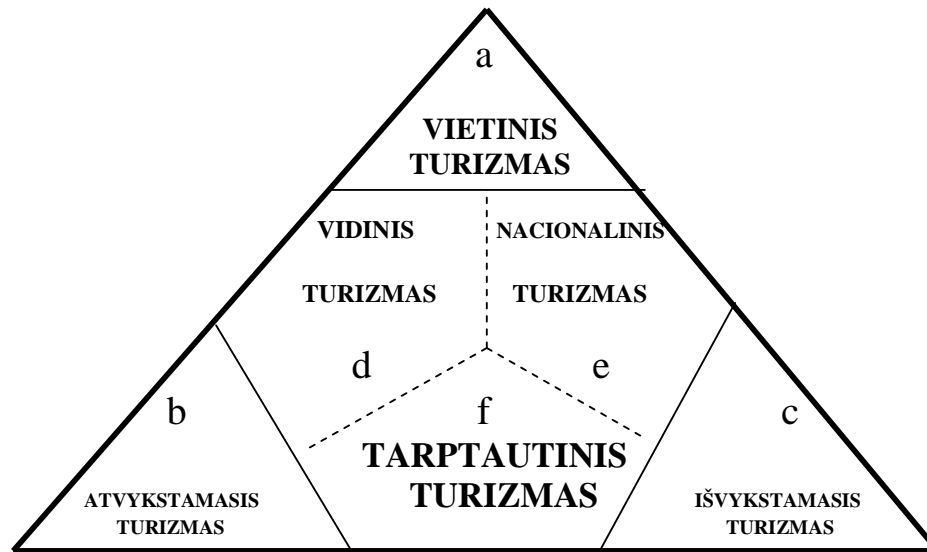 a
VIETINIS
TURIZMAS
VIDINIS
TURIZMAS
NACIONALINIS
TURIZMAS
d
e
b
f
c
TARPTAUTINIS
TURIZMAS
ATVYKSTAMASIS
TURIZMAS
IŠVYKSTAMASIS
TURIZMAS